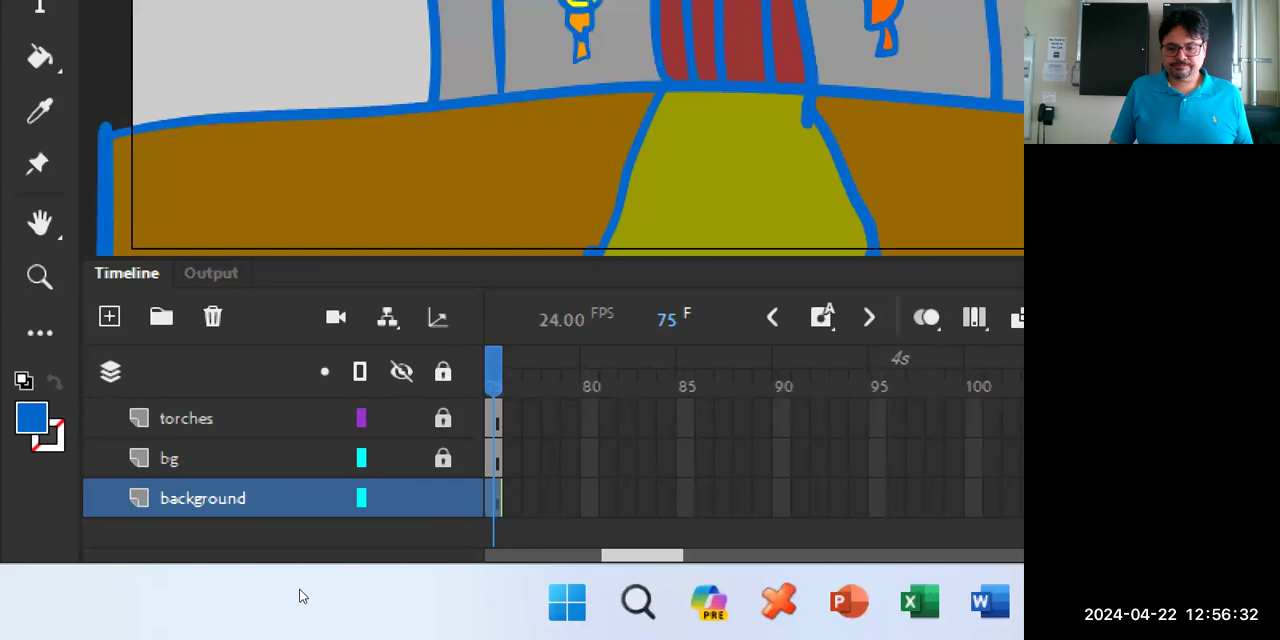 Timeline Output
24.00 FPS 75 F
4s
80 85 90 95 100
torches
bg
background
PRE
P X W
2024-04-22 12:56:32